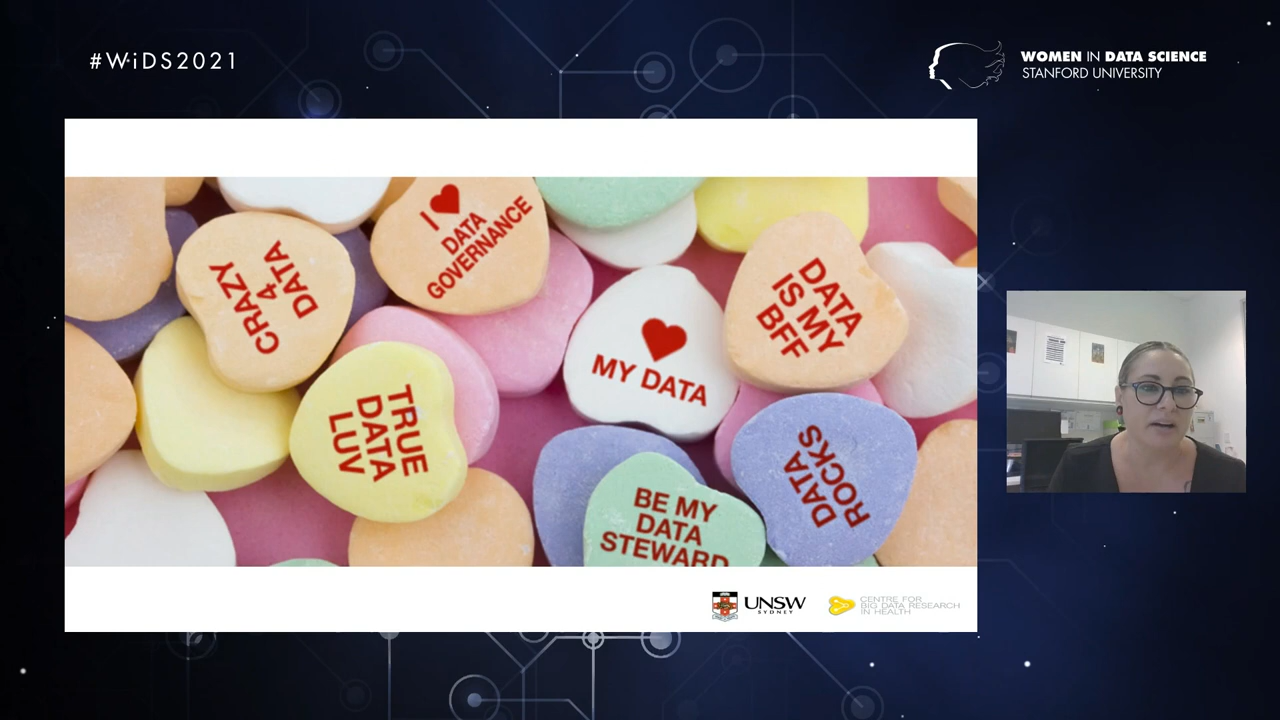 #WiDS2021
WOMEN IN DATA SCIENCE
STANFORD UNIVERSITY
I ♥
DATA
GOVERNANCE
CRAZY
4
DATA
DATA
IS MY
BFF
♥
MY DATA
TRUE
DATA
LUV
DATA
ROCKS
BE MY
DATA
STEWARD
UNSW
SYDNEY
CENTRE FOR
BIG DATA RESEARCH
IN HEALTH